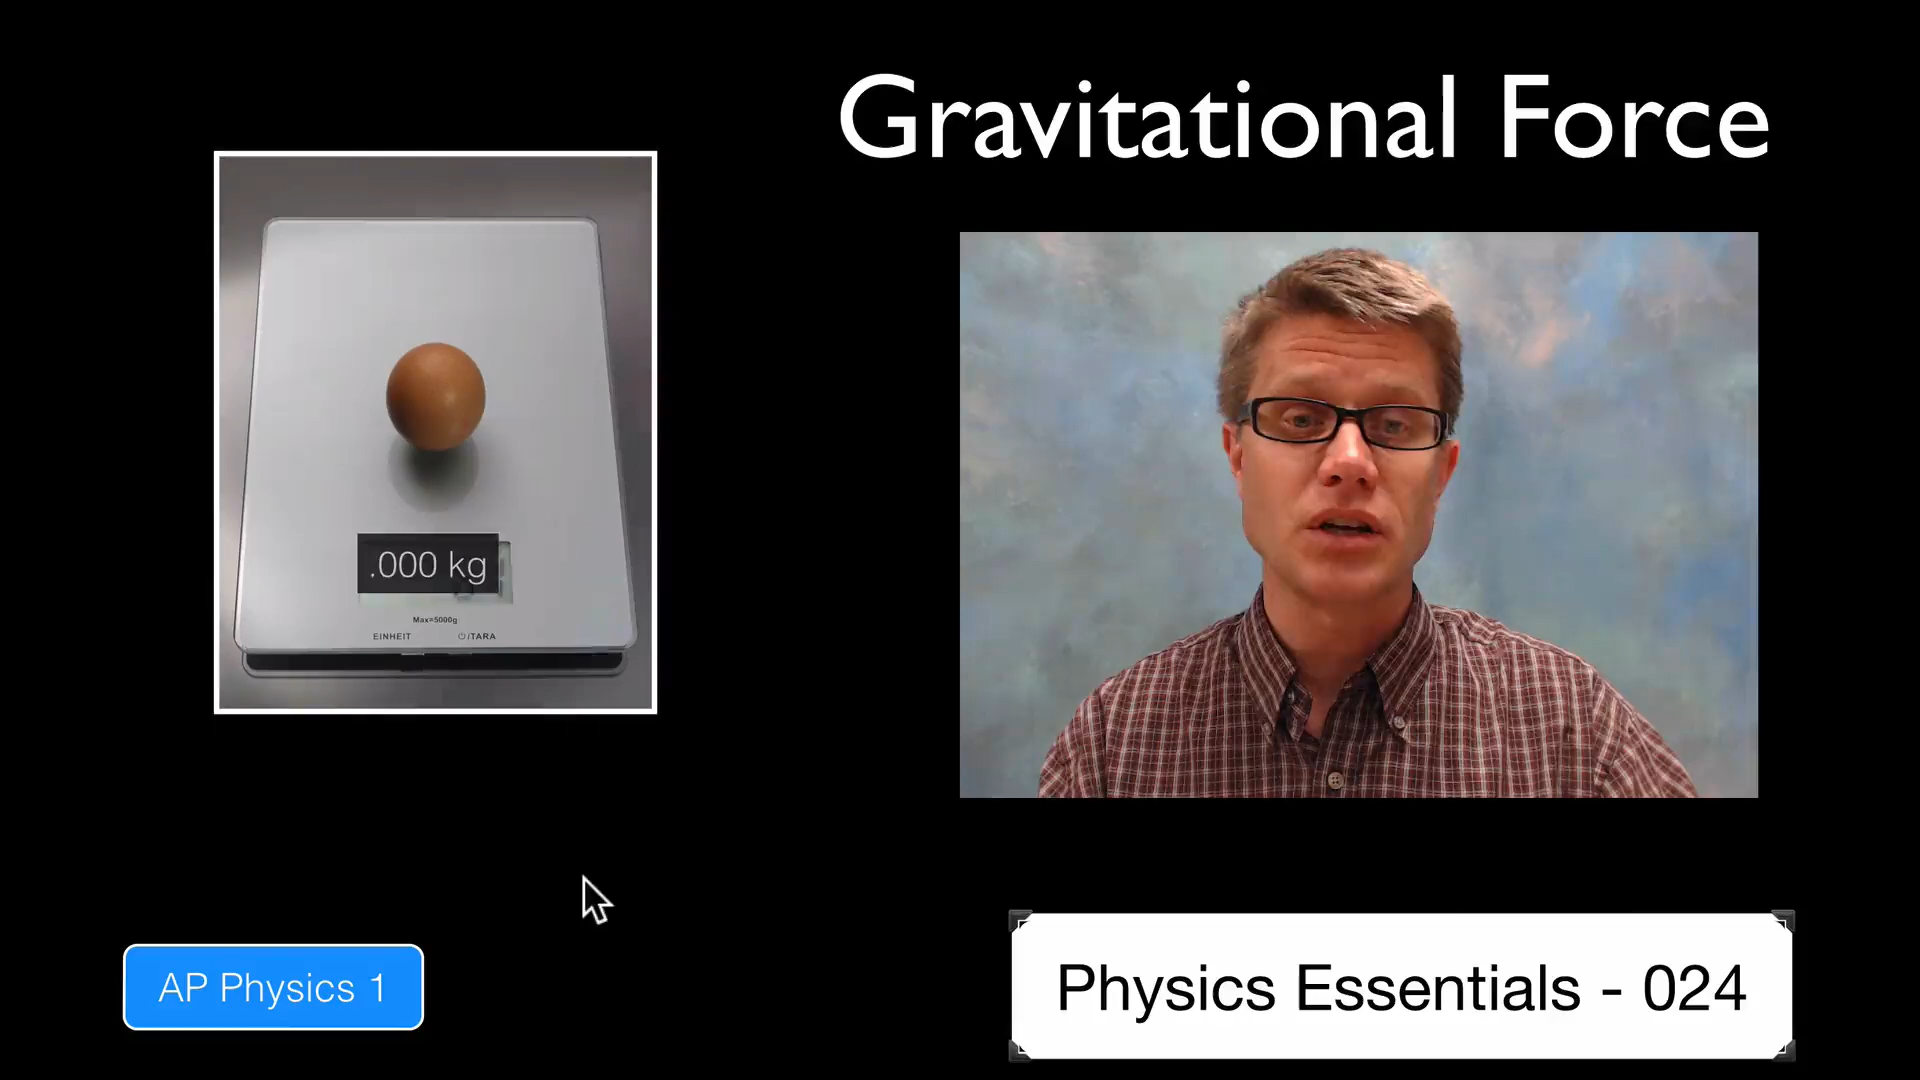 Gravitational Force
.000 kg
Max=5000g
EINHEIT
⏻/TARA
AP Physics 1
Physics Essentials - 024